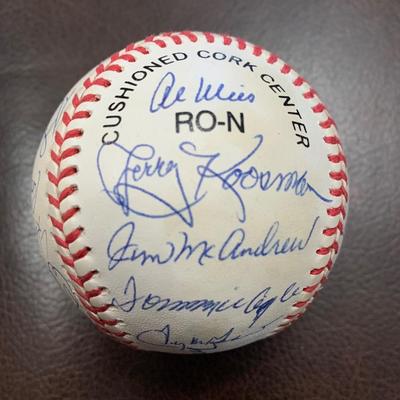 CUSHIONED CORK CENTER
Al Weis
RO-N
Jerry Koosman
Jim McAndrew
Tommie Agee